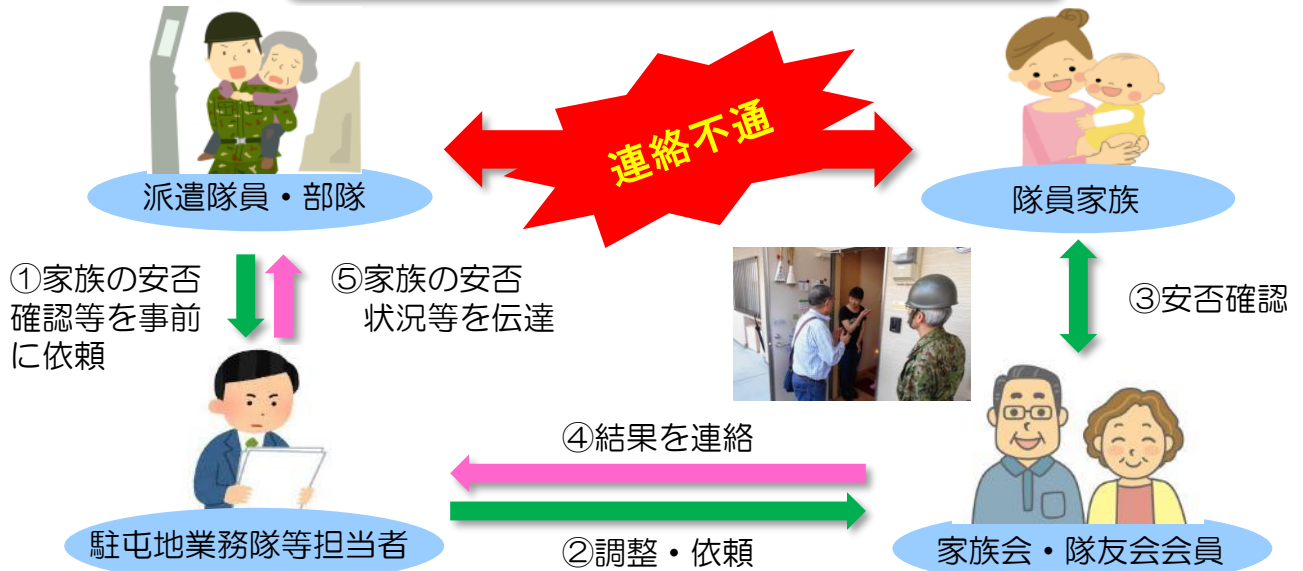 連絡不通
派遣隊員・部隊
隊員家族
①家族の安否
確認等を事前
に依頼
⑤家族の安否
状況等を伝達
③安否確認
④結果を連絡
②調整・依頼
駐屯地業務隊等担当者
家族会・隊友会会員